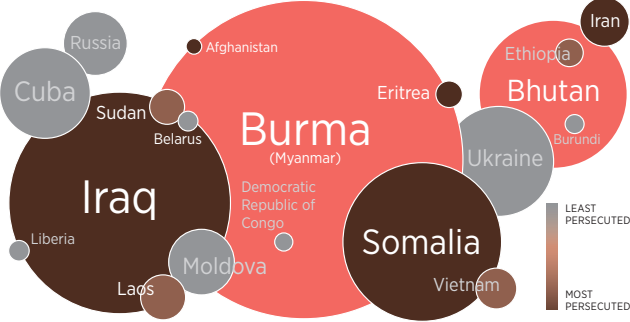 Iran
Russia
Afghanistan
Ethiopia
Cuba
Eritrea
Bhutan
Sudan
Burma
(Myanmar)
Belarus
Burundi
Ukraine
Iraq
Democratic
Republic of
Congo
Somalia
Liberia
Moldova
Laos
Vietnam
LEAST
PERSECUTED
MOST
PERSECUTED